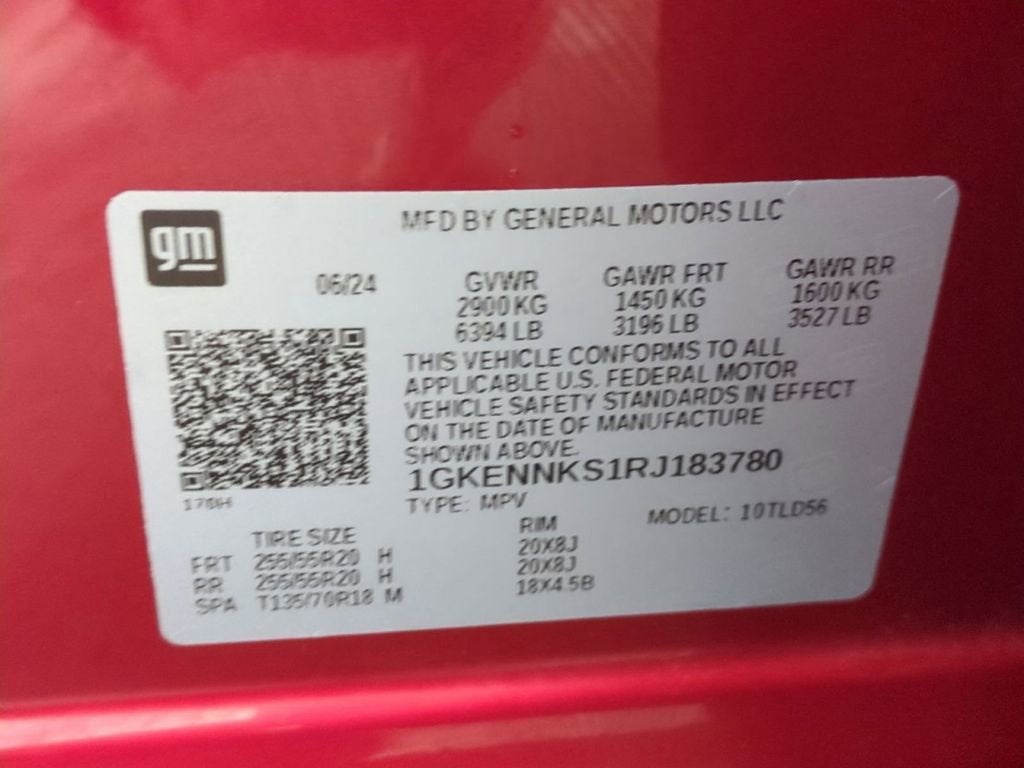 gm
MFD BY GENERAL MOTORS LLC
06/24 GVWR GAWR FRT GAWR RR
2900 KG 1450 KG 1600 KG
6394 LB 3196 LB 3527 LB
THIS VEHICLE CONFORMS TO ALL
APPLICABLE U.S. FEDERAL MOTOR
VEHICLE SAFETY STANDARDS IN EFFECT
ON THE DATE OF MANUFACTURE
SHOWN ABOVE.
1GKENNKS1RJ183780
TYPE: MPV MODEL: 10TLD56
TIRE SIZE RIM
FRT 255/55R20 H 20X8J
RR 255/55R20 H 20X8J
SPA T135/70R18 M 18X4.5B